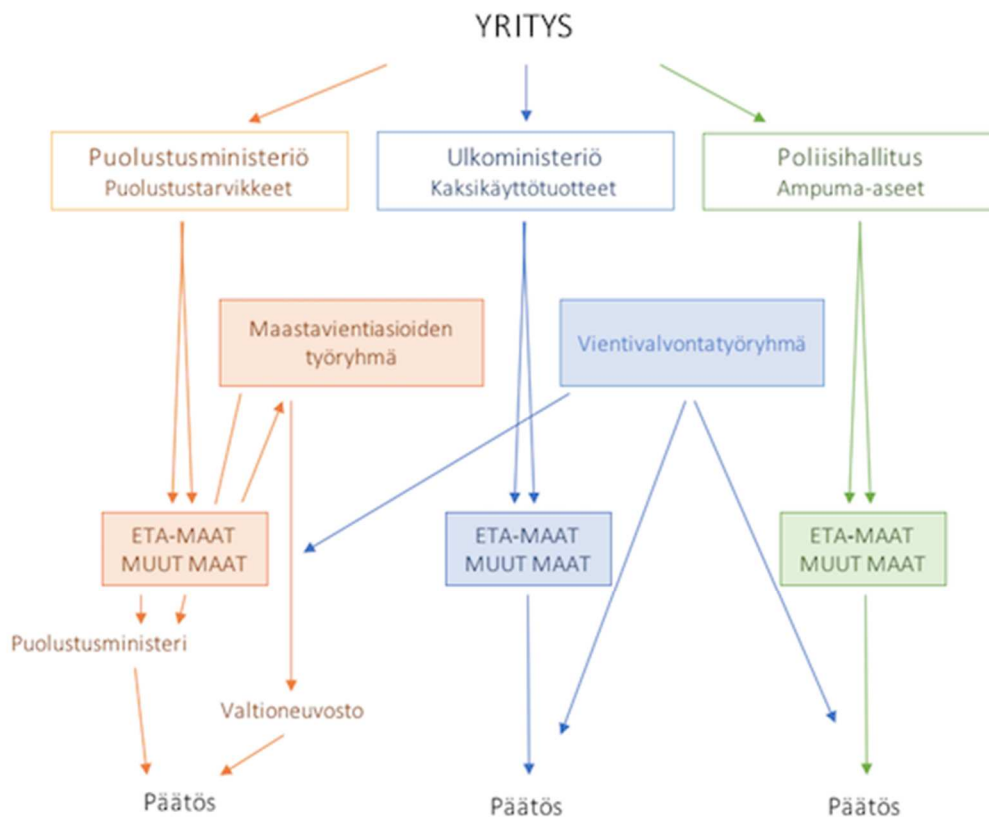 YRITYS
Puolustusministeriö
Puolustustarvikkeet
Ulkoministeriö
Kaksikäyttötuotteet
Poliisihallitus
Ampuma-aseet
Maastavientiasioiden
työryhmä
Vientivalvontatyöryhmä
ETA-MAAT
MUUT MAAT
ETA-MAAT
MUUT MAAT
ETA-MAAT
MUUT MAAT
Puolustusministeri
Valtioneuvosto
Päätös
Päätös
Päätös